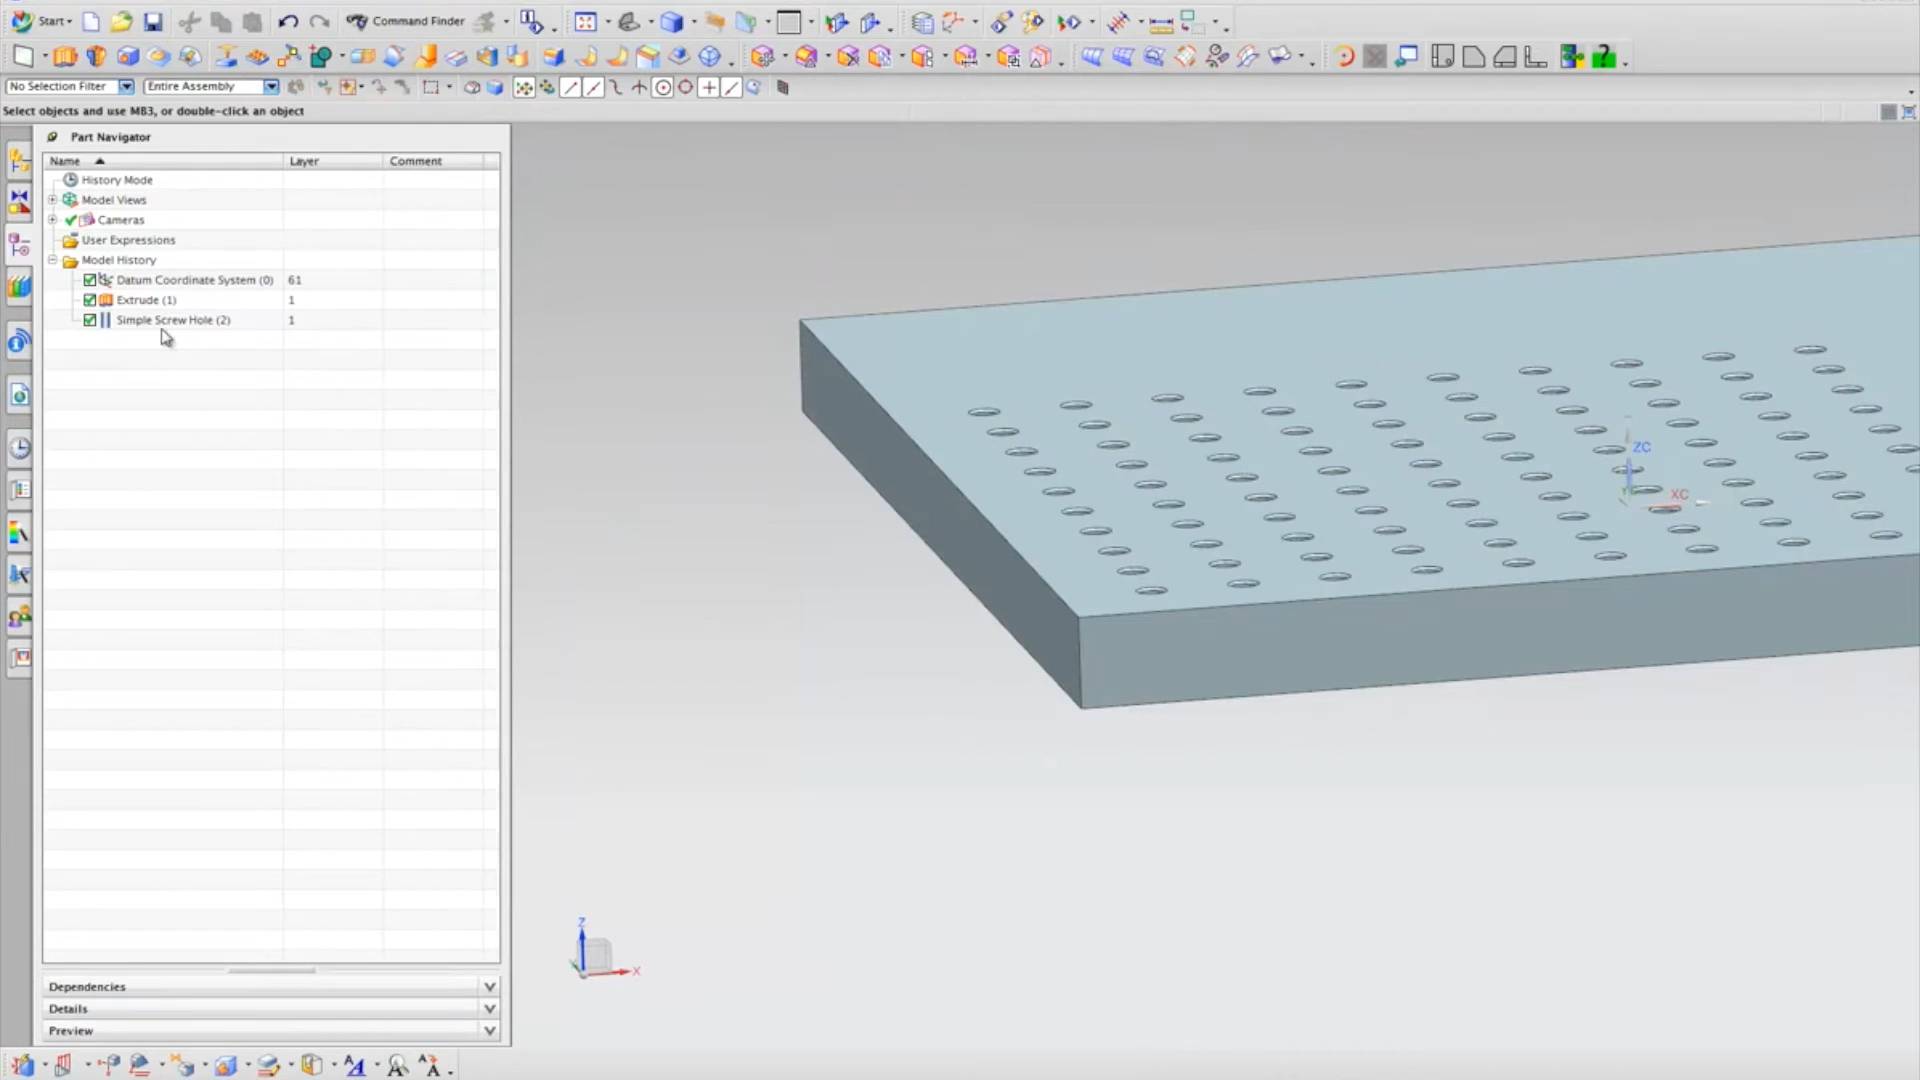 Start
Command Finder
No Selection Filter
Entire Assembly
Select objects and use MB3, or double-click an object
Part Navigator
Name Layer Comment
History Mode
Model Views
Cameras
User Expressions
Model History
Datum Coordinate System (0) 61
Extrude (1) 1
Simple Screw Hole (2) 1
ZC
XC
Z
X
Dependencies
Details
Preview